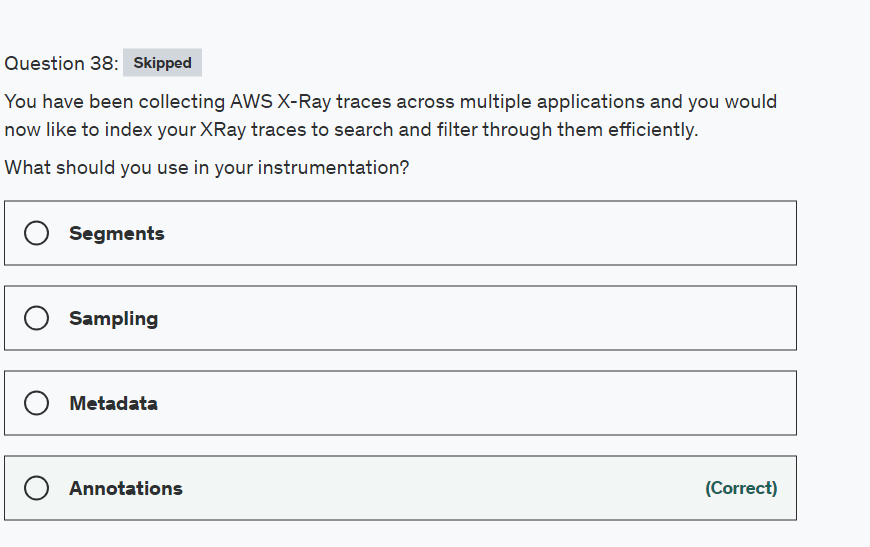 Question 38: Skipped
You have been collecting AWS X-Ray traces across multiple applications and you would
now like to index your XRay traces to search and filter through them efficiently.
What should you use in your instrumentation?
Segments
Sampling
Metadata
Annotations (Correct)